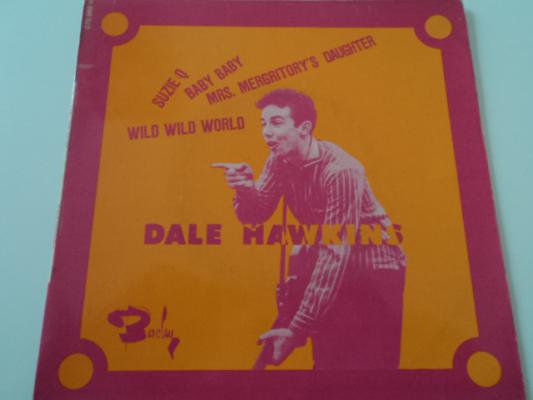 SUZIE Q
BABY BABY
MRS. MERGRITORY'S DAUGHTER
WILD WILD WORLD
DALE HAWKINS
Barclay